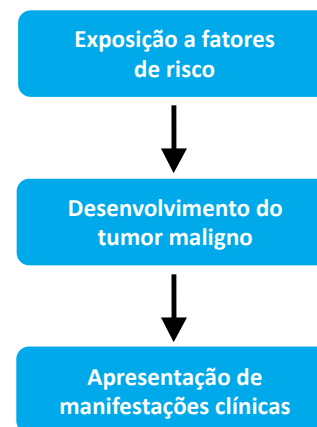 Exposição a fatores
de risco
Desenvolvimento do
tumor maligno
Apresentação de
manifestações clínicas